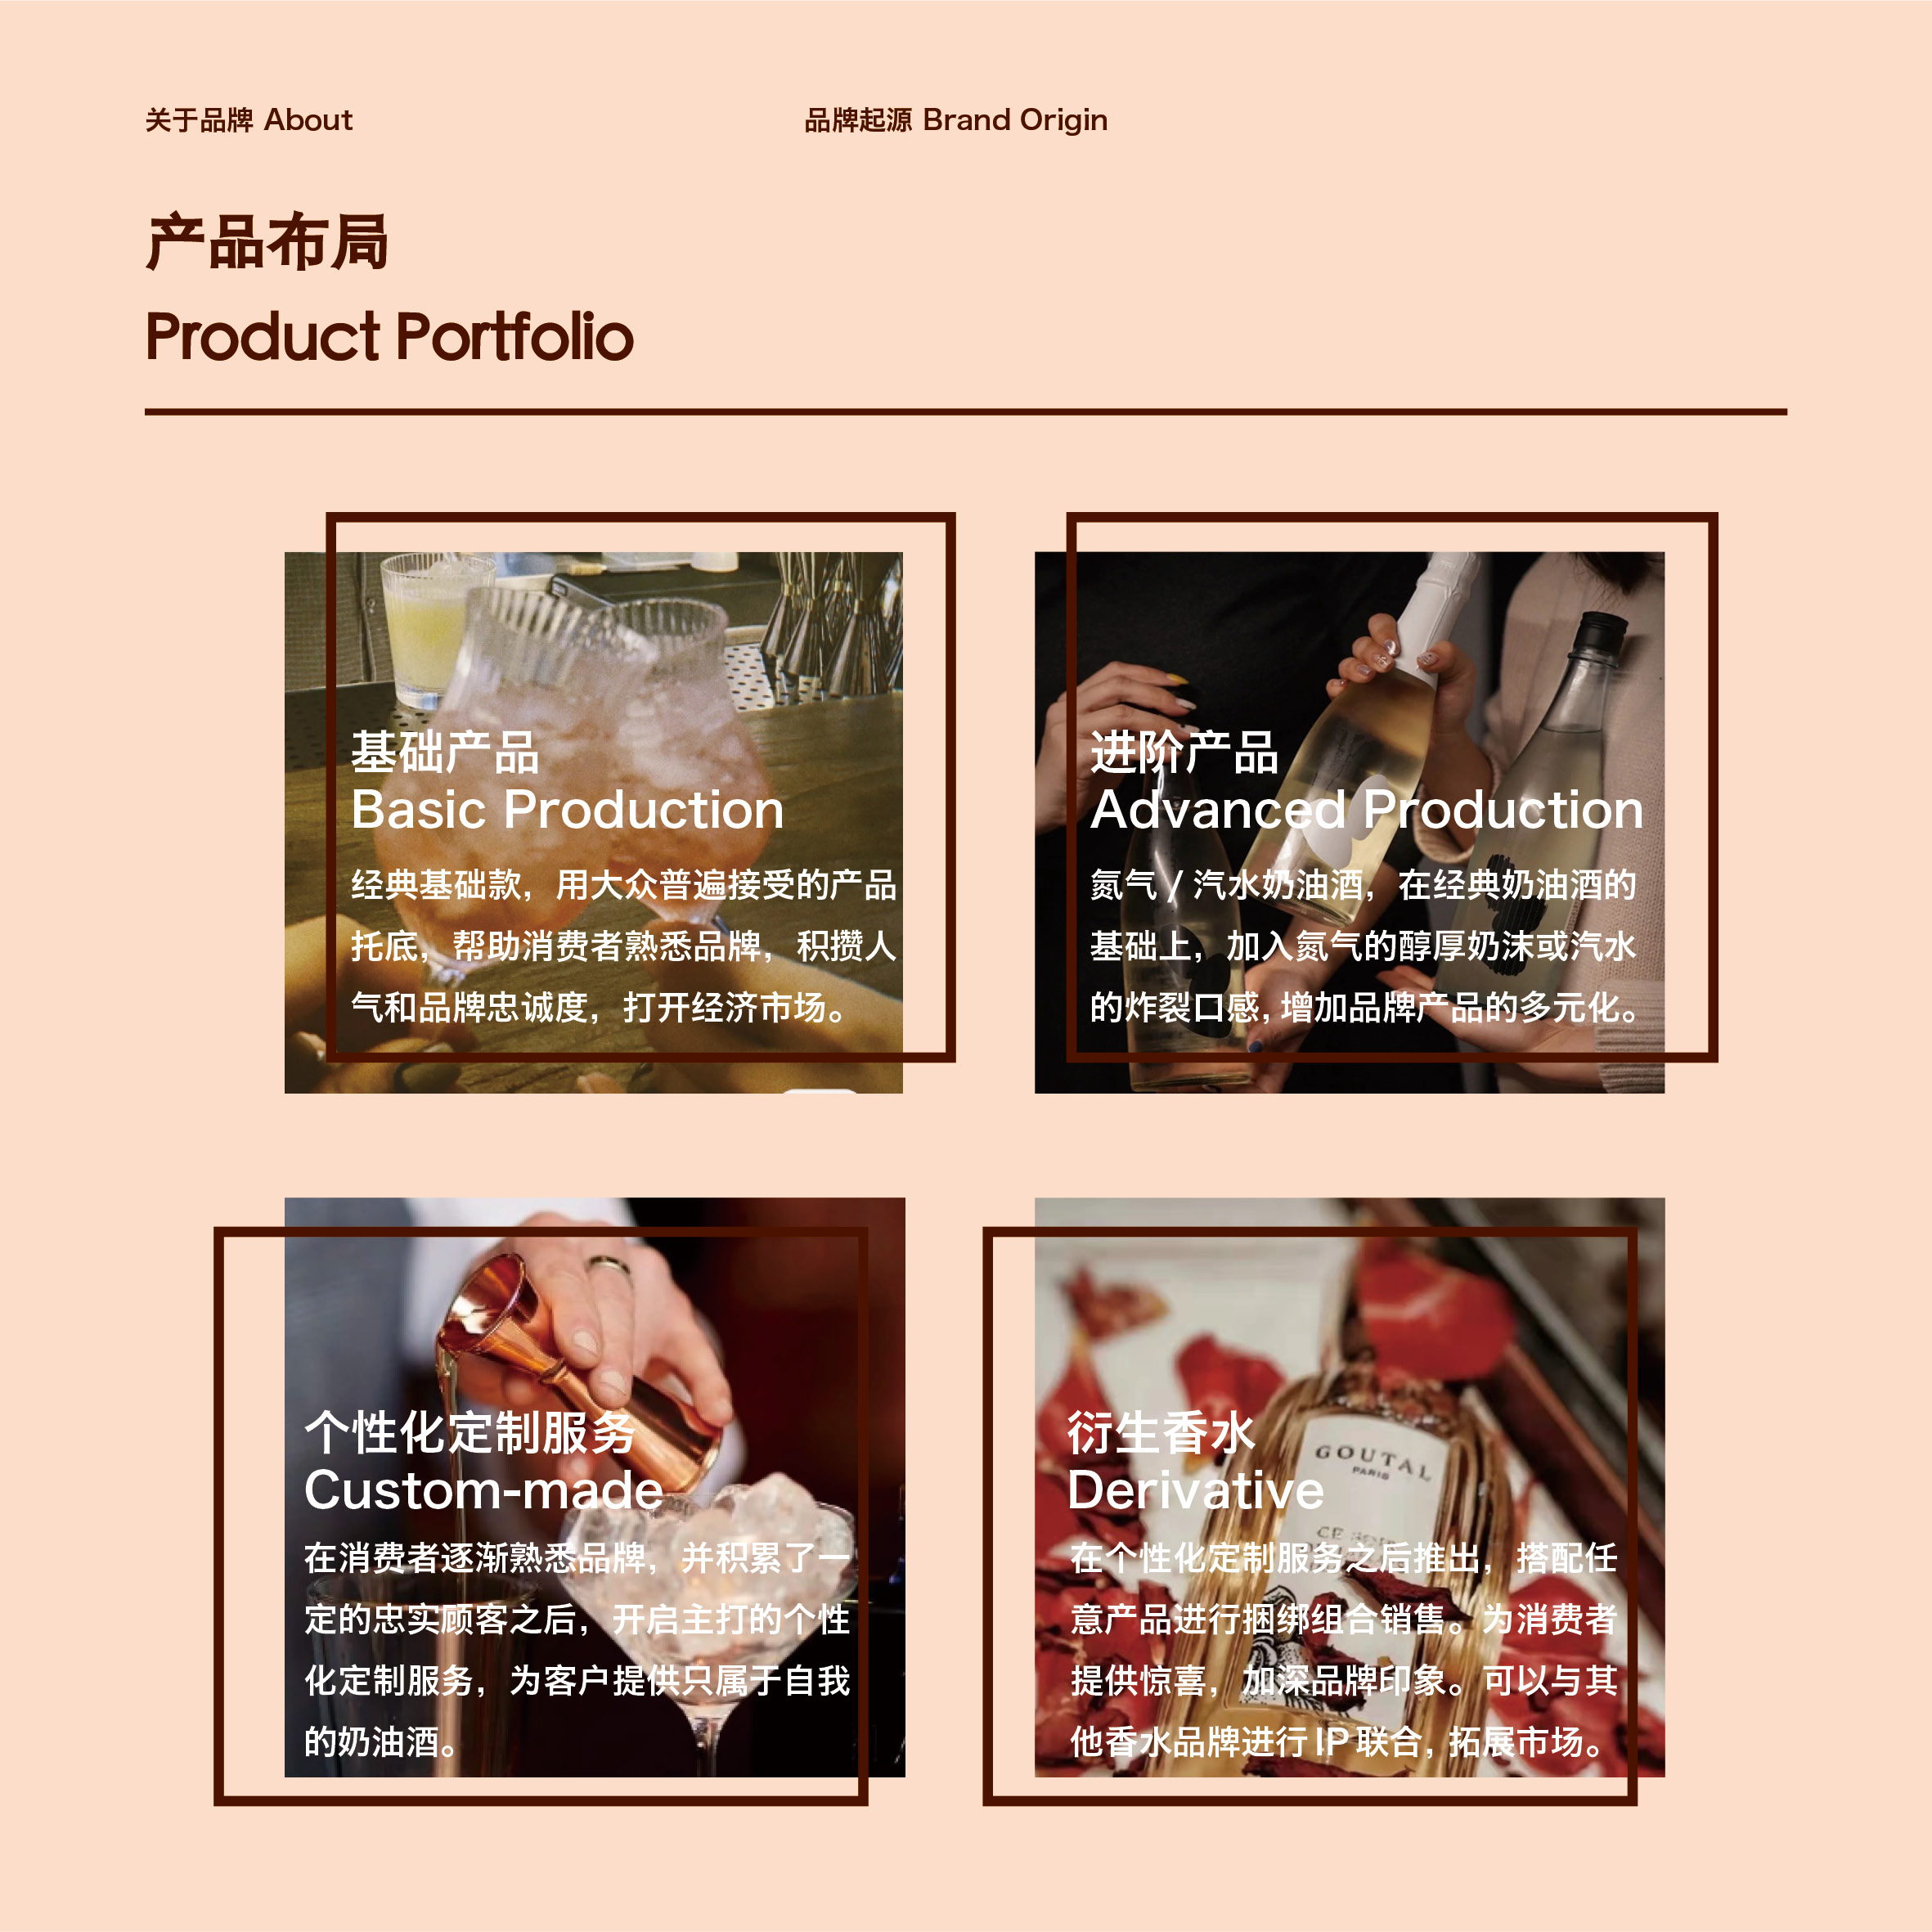 关于品牌 About
品牌起源 Brand Origin
产品布局
Product Portfolio
基础产品
Basic Production
经典基础款，用大众普遍接受的产品
托底，帮助消费者熟悉品牌，积攒人
气和品牌忠诚度，打开经济市场。
进阶产品
Advanced Production
氮气 / 汽水奶油酒，在经典奶油酒的
基础上，加入氮气的醇厚奶沫或汽水
的炸裂口感，增加品牌产品的多元化。
个性化定制服务
Custom-made
在消费者逐渐熟悉品牌，并积累了一
定的忠实顾客之后，开启主打的个性
化定制服务，为客户提供只属于自我
的奶油酒。
衍生香水
Derivative
在个性化定制服务之后推出，搭配任
意产品进行捆绑组合销售。为消费者
提供惊喜，加深品牌印象。可以与其
他香水品牌进行 IP 联合，拓展市场。
GOUTAL
PARIS